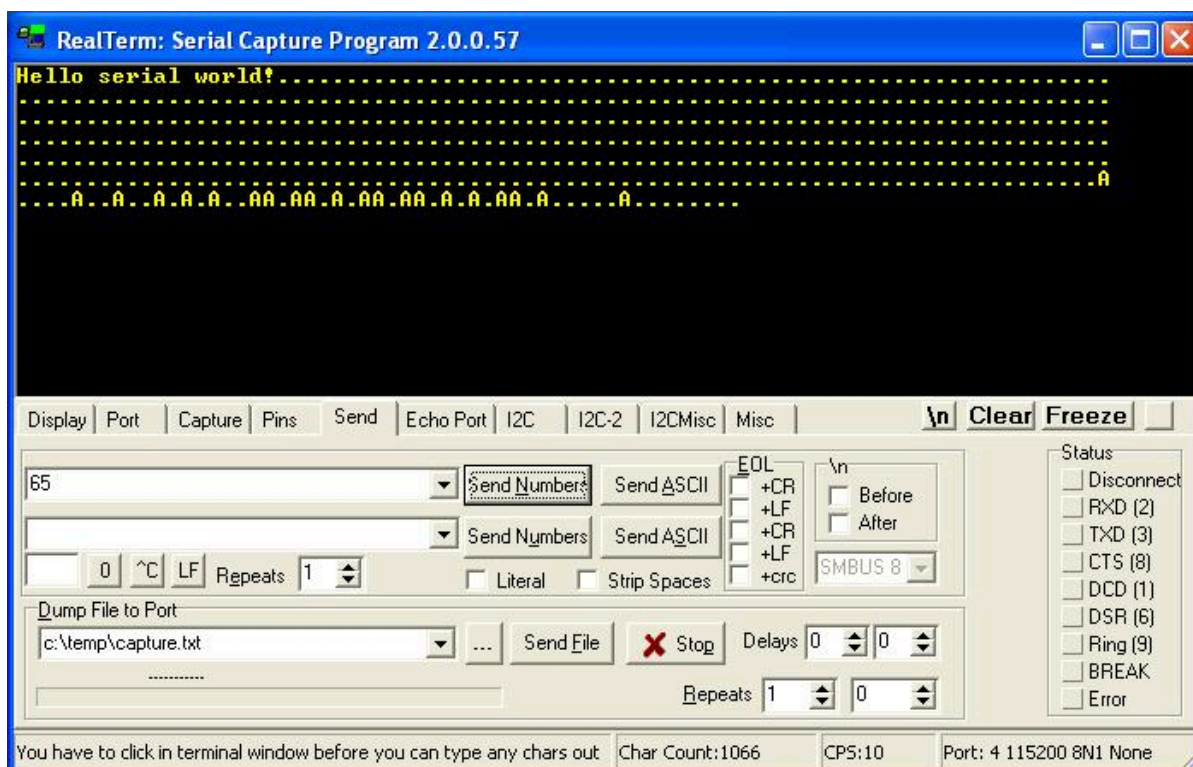 RealTerm: Serial Capture Program 2.0.0.57
Hello serial world!.............................................................
................................................................................
................................................................................
................................................................................
................................................................................
...............................................................................A
....A..A..A.A.A..AA.AA.A.AA.AA.A.A.AA.A.....A........
Display Port Capture Pins Send Echo Port I2C I2C-2 I2CMisc Misc \n Clear Freeze
65 Send Numbers Send ASCII
Send Numbers Send ASCII
0 ^C LF Repeats 1 Literal Strip Spaces
EOL
+CR
+LF
+CR
+LF
+crc
\n
Before
After
SMBUS 8
Status
Disconnect
RXD (2)
TXD (3)
CTS (8)
DCD (1)
DSR (6)
Ring (9)
BREAK
Error
Dump File to Port
c:\temp\capture.txt ... Send File Stop Delays 0 0
Repeats 1 0
You have to click in terminal window before you can type any chars out Char Count:1066 CPS:10 Port: 4 115200 8N1 None